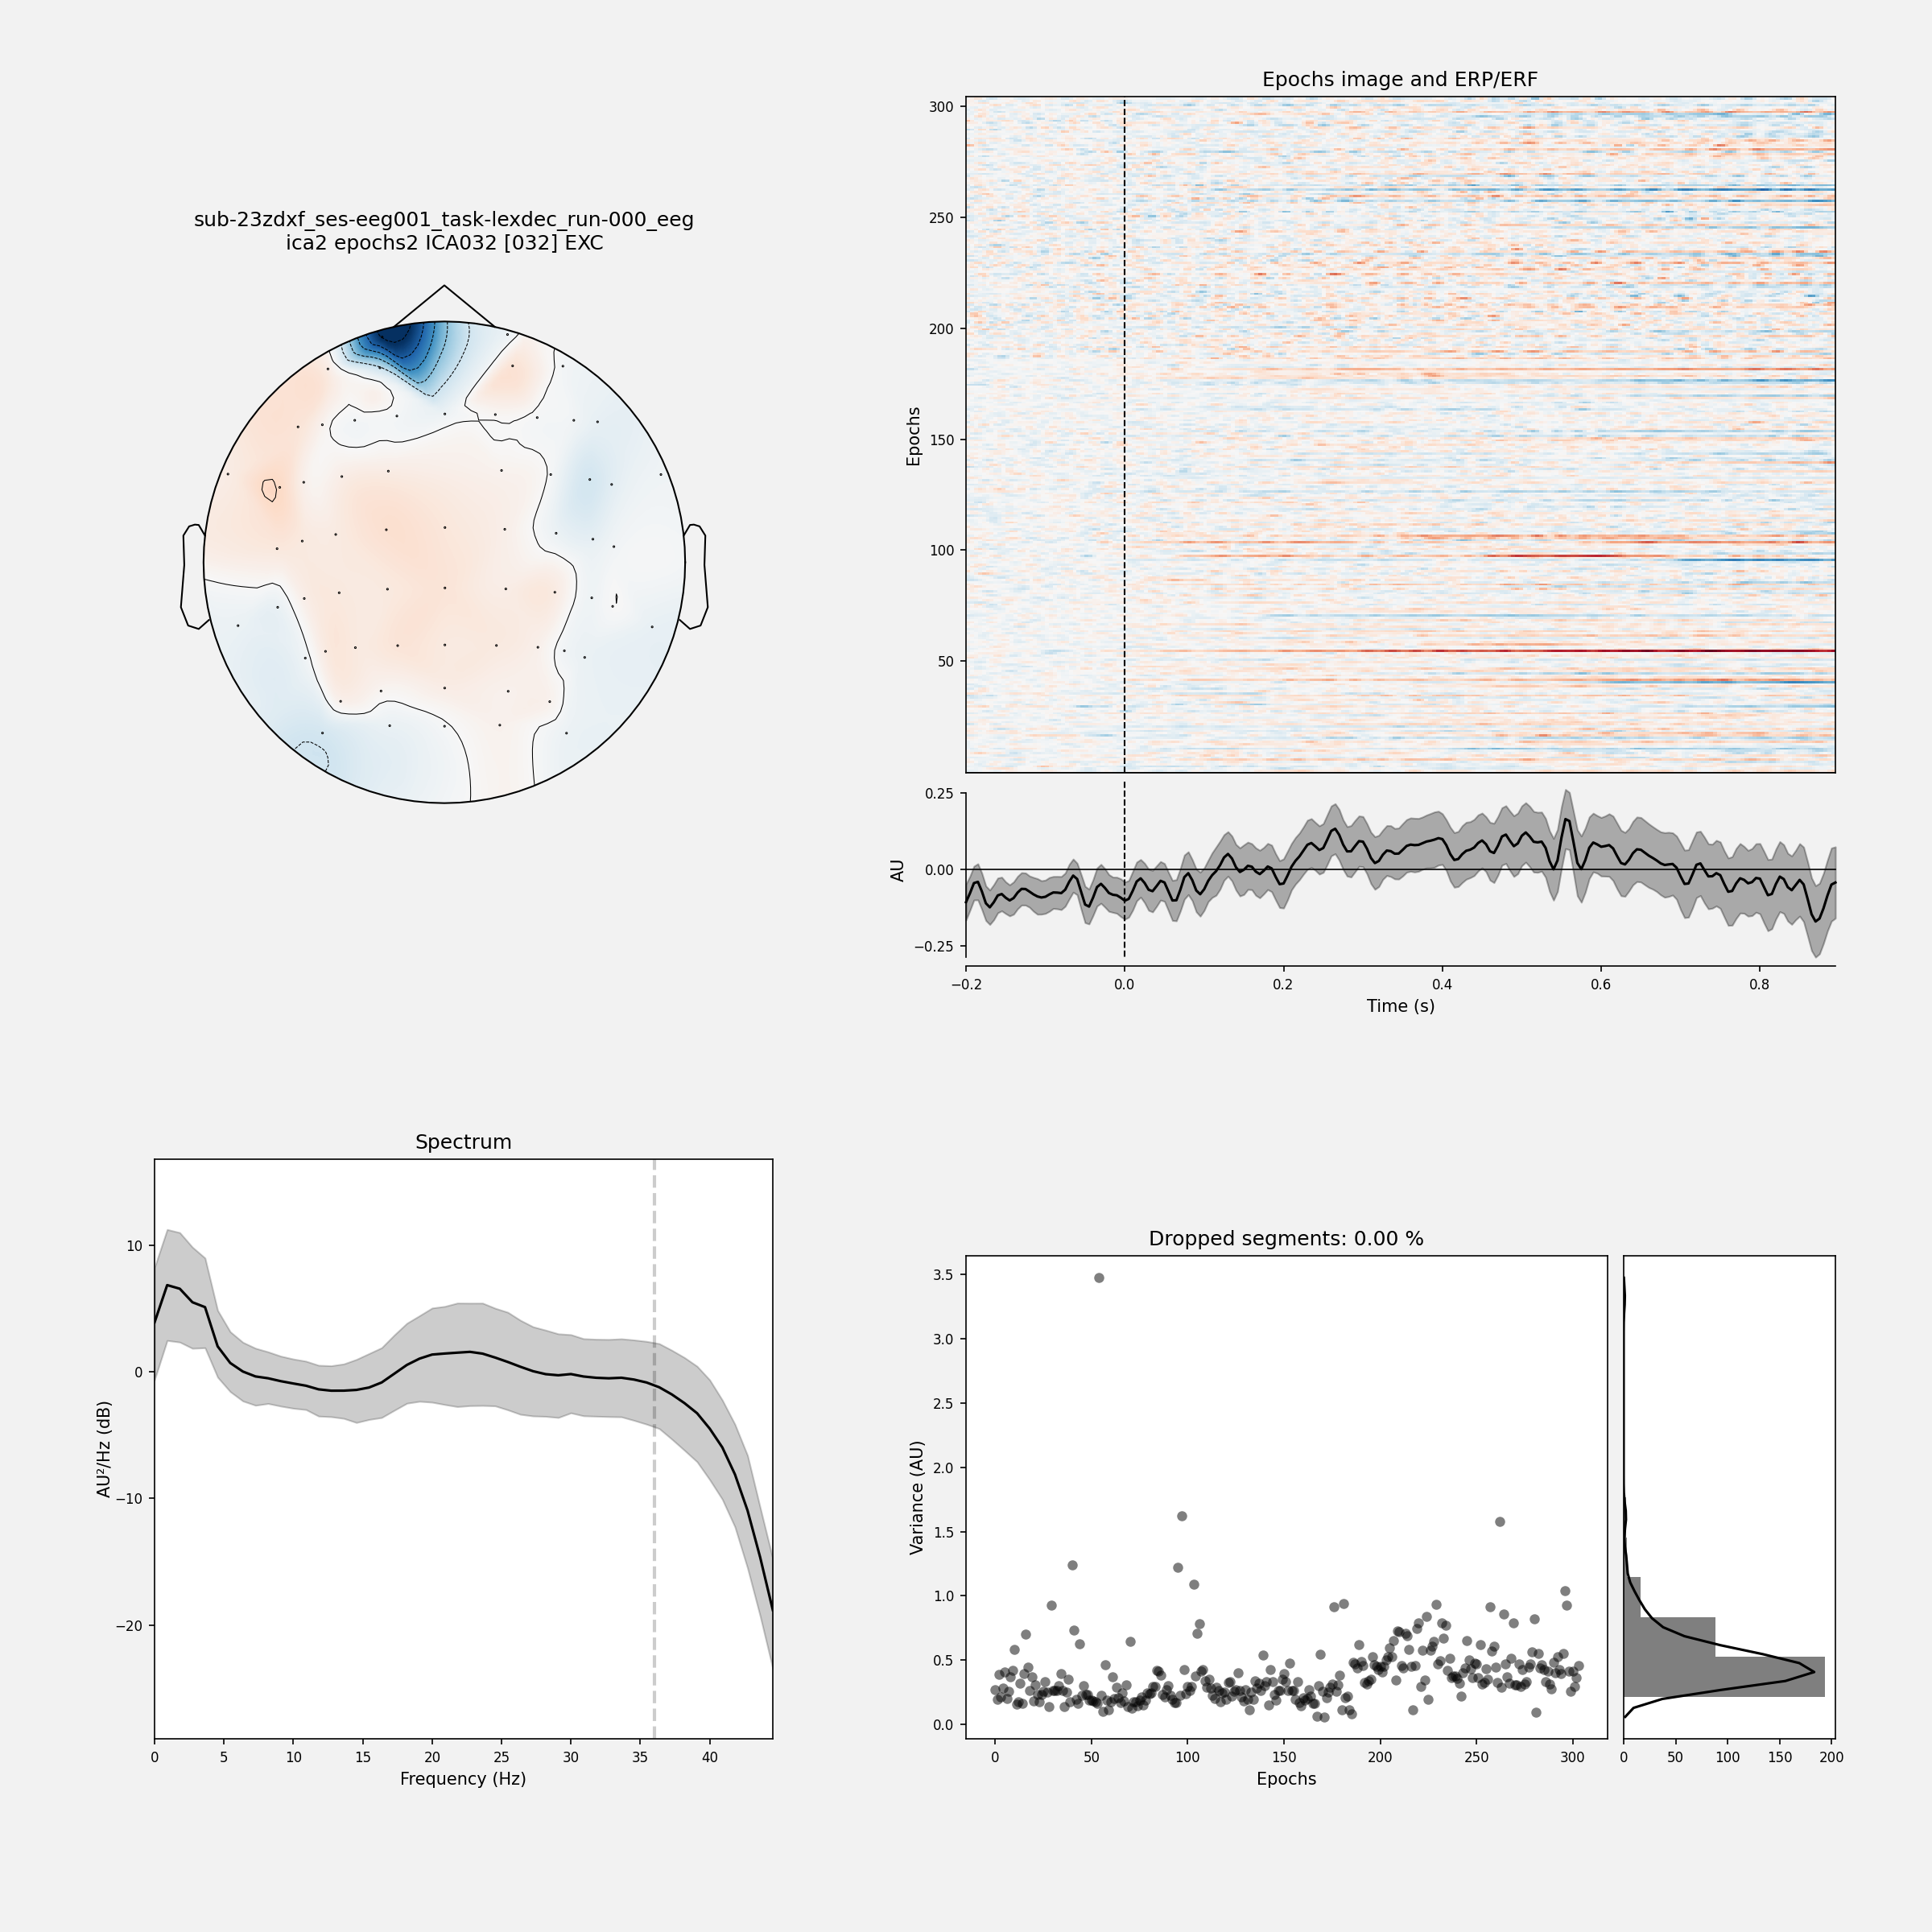 Epochs image and ERP/ERF
300
250
200
150
100
50
Epochs
sub-23zdxf_ses-eeg001_task-lexdec_run-000_eeg
ica2 epochs2 ICA032 [032] EXC
0.25
0.00
−0.25
AU
−0.2 0.0 0.2 0.4 0.6 0.8
Time (s)
Spectrum
10
0
−10
−20
AU²/Hz (dB)
0 5 10 15 20 25 30 35 40
Frequency (Hz)
Dropped segments: 0.00 %
3.5
3.0
2.5
2.0
1.5
1.0
0.5
0.0
Variance (AU)
0 50 100 150 200 250 300
Epochs
0 50 100 150 200